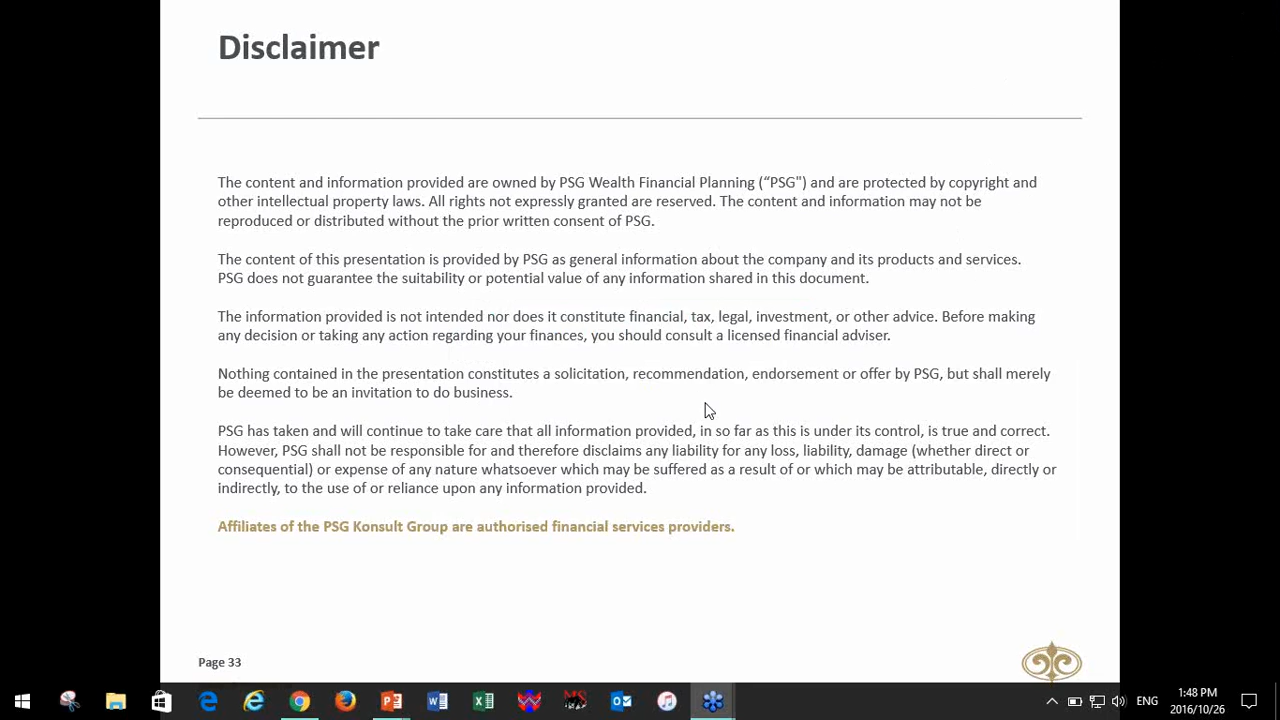 Disclaimer
The content and information provided are owned by PSG Wealth Financial Planning (“PSG") and are protected by copyright and
other intellectual property laws. All rights not expressly granted are reserved. The content and information may not be
reproduced or distributed without the prior written consent of PSG.
The content of this presentation is provided by PSG as general information about the company and its products and services.
PSG does not guarantee the suitability or potential value of any information shared in this document.
The information provided is not intended nor does it constitute financial, tax, legal, investment, or other advice. Before making
any decision or taking any action regarding your finances, you should consult a licensed financial adviser.
Nothing contained in the presentation constitutes a solicitation, recommendation, endorsement or offer by PSG, but shall merely
be deemed to be an invitation to do business.
PSG has taken and will continue to take care that all information provided, in so far as this is under its control, is true and correct.
However, PSG shall not be responsible for and therefore disclaims any liability for any loss, liability, damage (whether direct or
consequential) or expense of any nature whatsoever which may be suffered as a result of or which may be attributable, directly or
indirectly, to the use of or reliance upon any information provided.
Affiliates of the PSG Konsult Group are authorised financial services providers.
Page 33
ENG
1:48 PM
2016/10/26